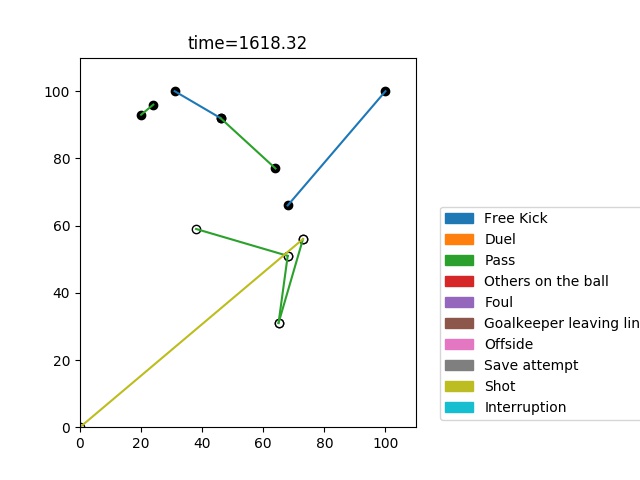 time=1618.32
100
80
60
40
20
0
0 20 40 60 80 100
Free Kick
Duel
Pass
Others on the ball
Foul
Goalkeeper leaving lin
Offside
Save attempt
Shot
Interruption